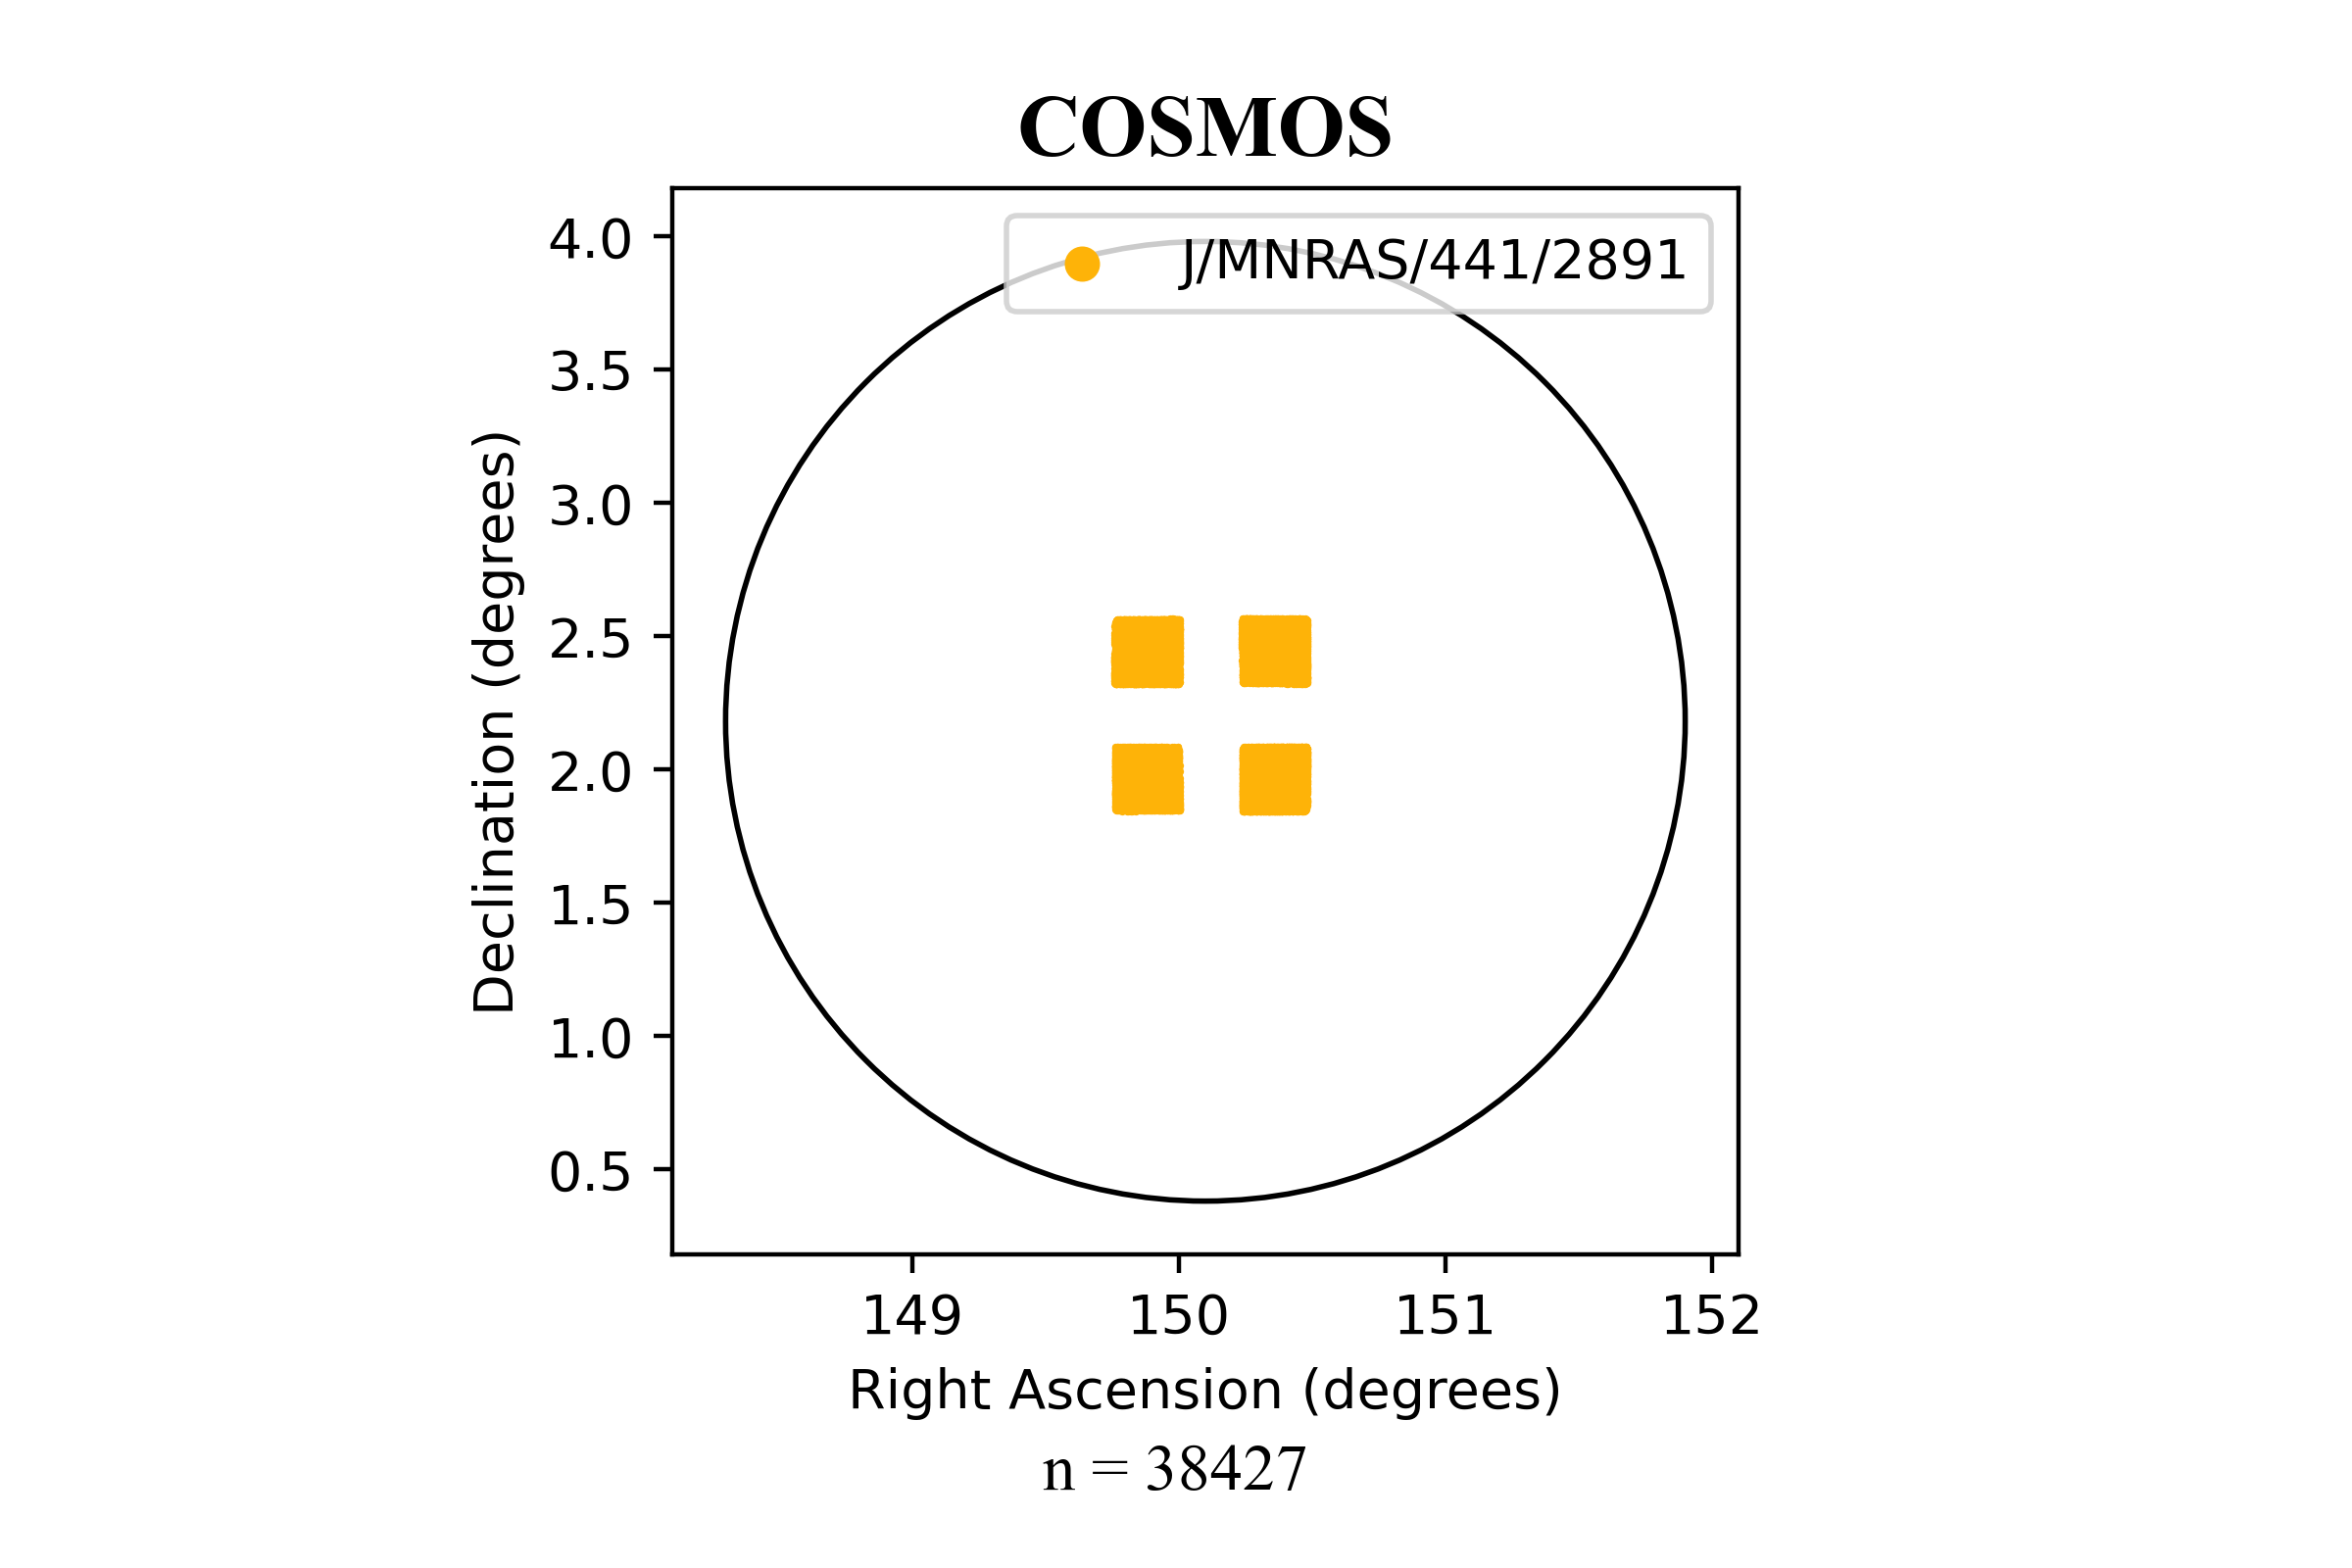 COSMOS
J/MNRAS/441/2891
4.0
3.5
3.0
2.5
2.0
1.5
1.0
0.5
Declination (degrees)
149 150 151 152
Right Ascension (degrees)
n = 38427